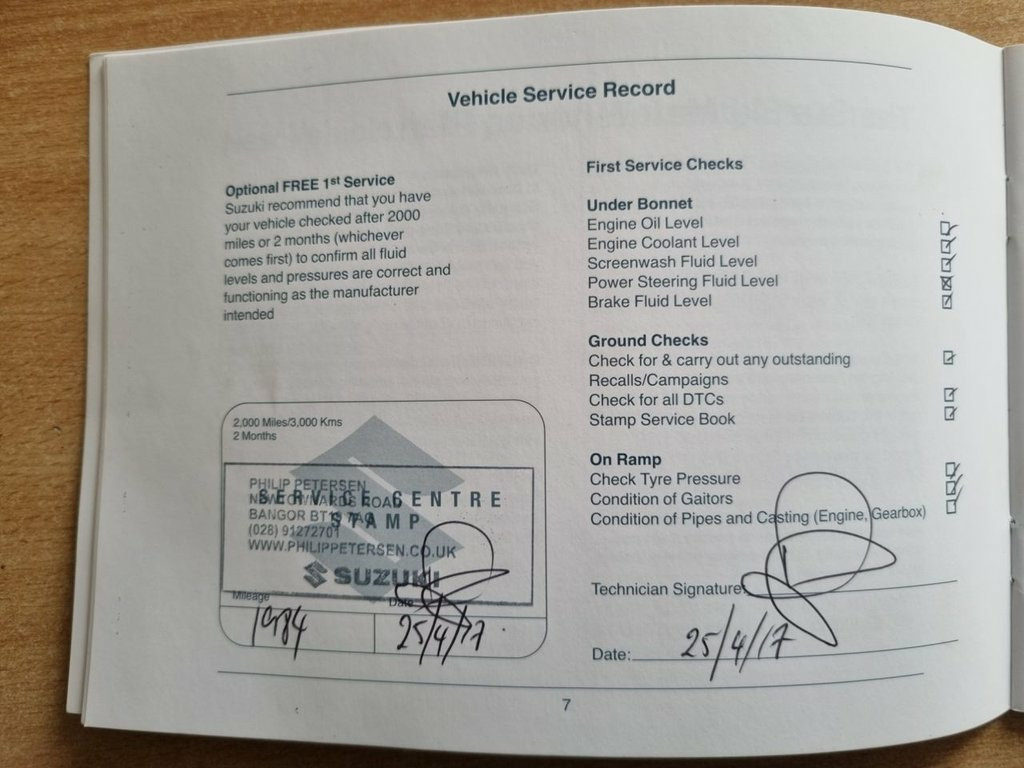 Vehicle Service Record
Optional FREE 1st Service
Suzuki recommend that you have
your vehicle checked after 2000
miles or 2 months (whichever
comes first) to confirm all fluid
levels and pressures are correct and
functioning as the manufacturer
intended
2,000 Miles/3,000 Kms
2 Months
SERVICE CENTRE
STAMP
PHILIP PETERSEN
ROAD
BANGOR
(028) 91272701
WWW.PHILIPPETERSEN.CO.UK
SUZUKI
Mileage
Date
1984
25/4/17
First Service Checks
Under Bonnet
Engine Oil Level
Engine Coolant Level
Screenwash Fluid Level
Power Steering Fluid Level
Brake Fluid Level
Ground Checks
Check for & carry out any outstanding
Recalls/Campaigns
Check for all DTCs
Stamp Service Book
On Ramp
Check Tyre Pressure
Condition of Gaitors
Condition of Pipes and Casting (Engine, Gearbox)
Technician Signature:
Date: 25/4/17
7